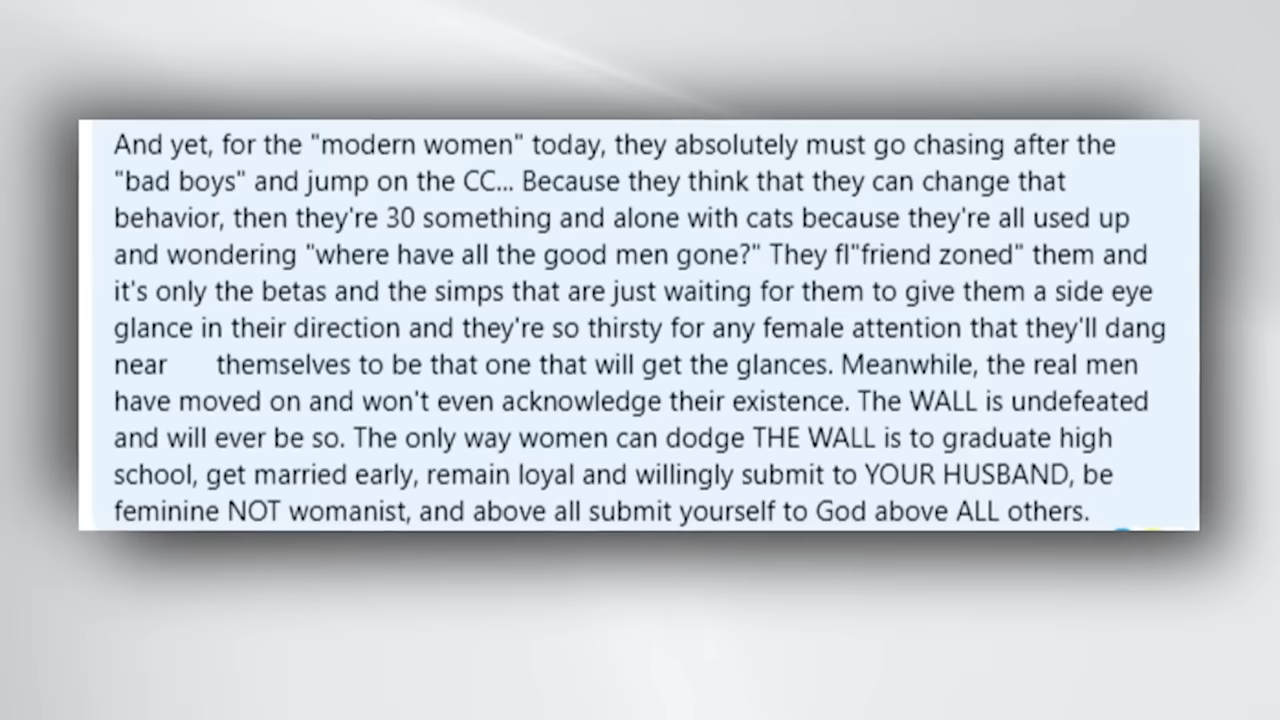 And yet, for the "modern women" today, they absolutely must go chasing after the
"bad boys" and jump on the CC... Because they think that they can change that
behavior, then they're 30 something and alone with cats because they're all used up
and wondering "where have all the good men gone?" They fl"friend zoned" them and
it's only the betas and the simps that are just waiting for them to give them a side eye
glance in their direction and they're so thirsty for any female attention that they'll dang
near themselves to be that one that will get the glances. Meanwhile, the real men
have moved on and won't even acknowledge their existence. The WALL is undefeated
and will ever be so. The only way women can dodge THE WALL is to graduate high
school, get married early, remain loyal and willingly submit to YOUR HUSBAND, be
feminine NOT womanist, and above all submit yourself to God above ALL others.